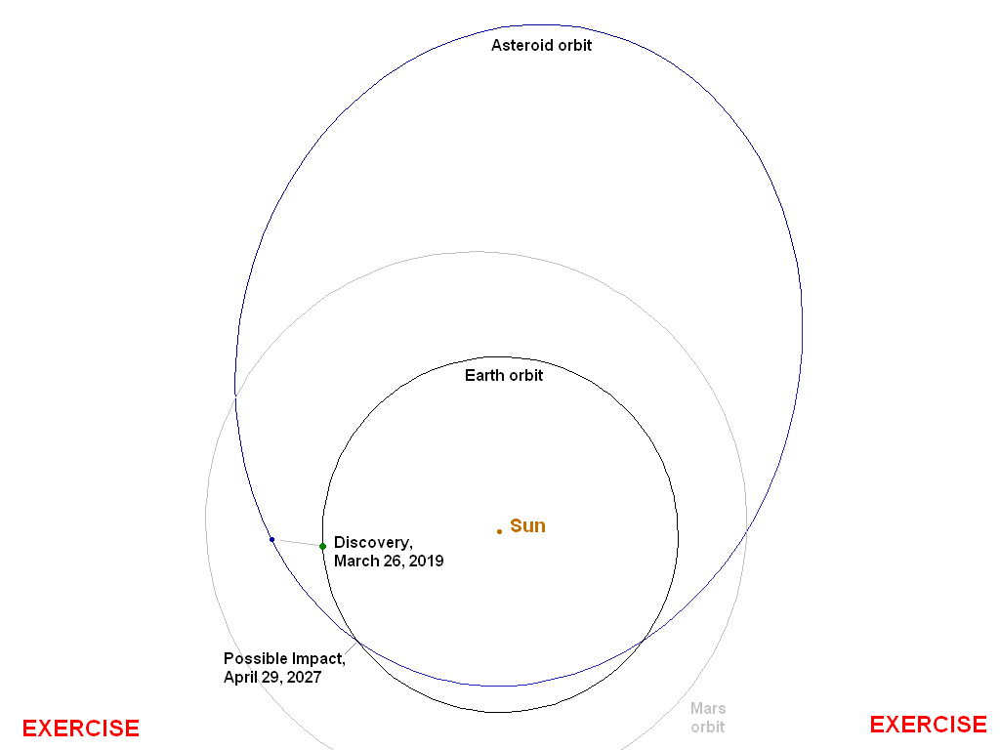 Asteroid orbit
Earth orbit
Sun
Discovery,
March 26, 2019
Possible Impact,
April 29, 2027
Mars
orbit
EXERCISE
EXERCISE